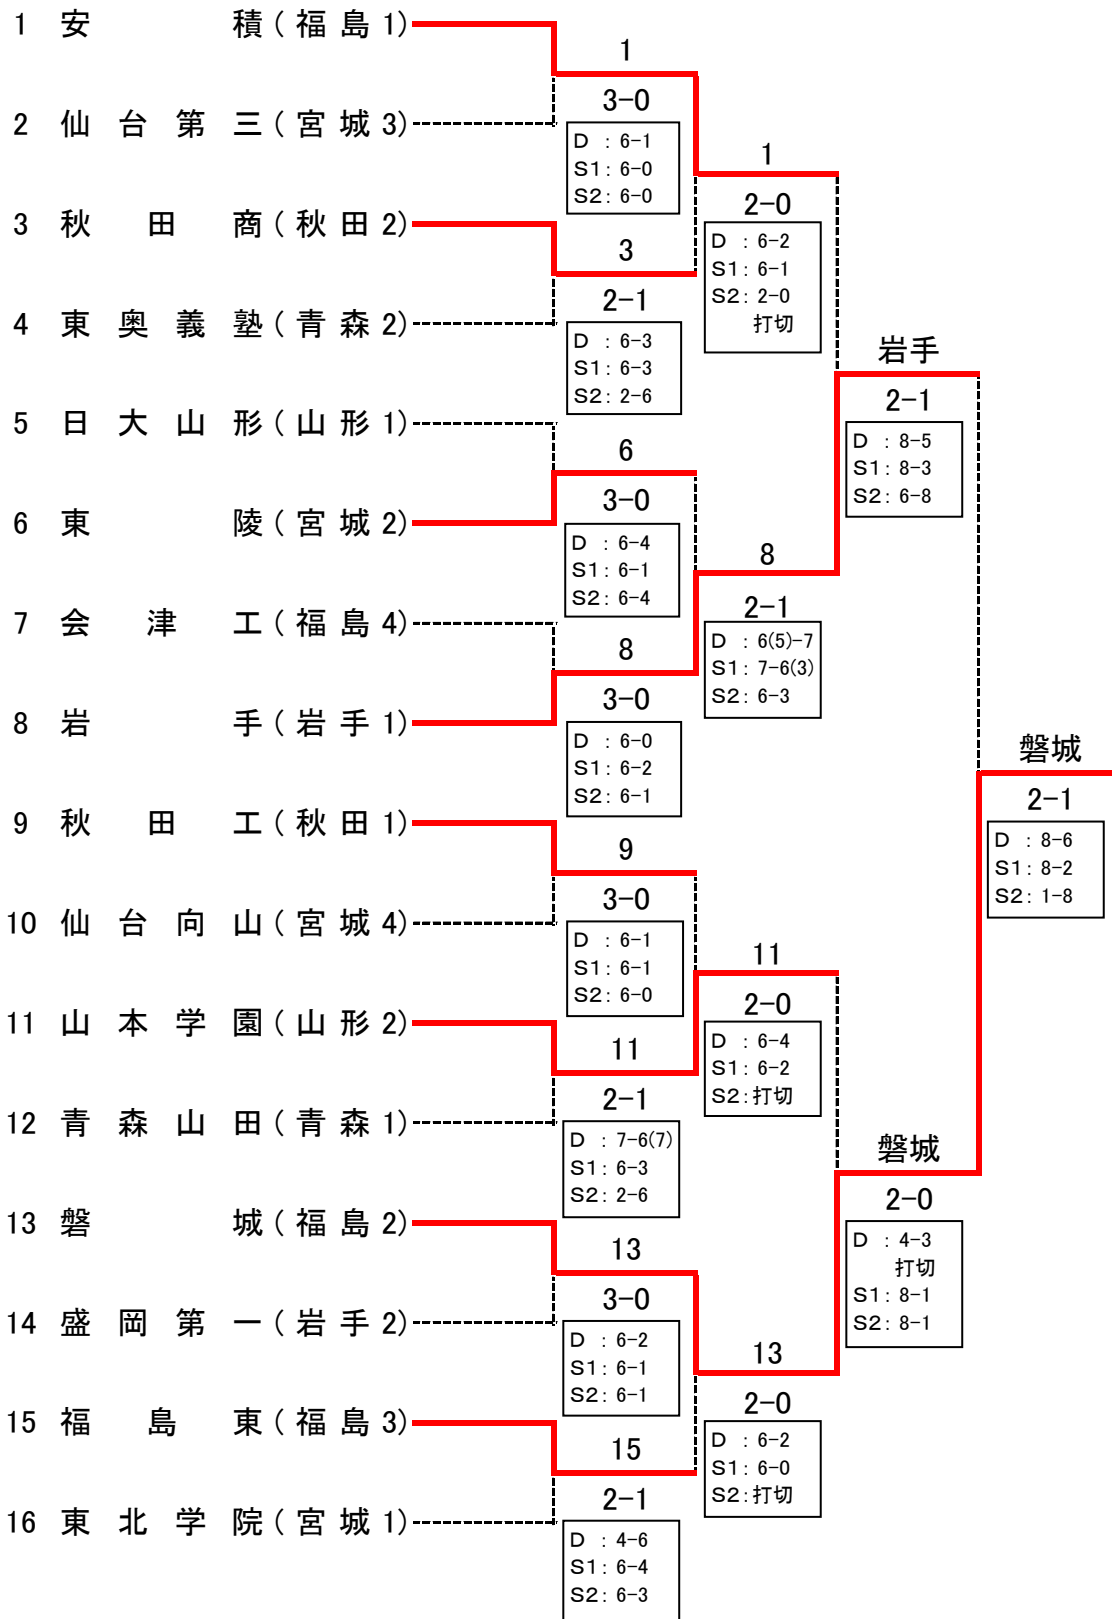 1 安積(福島1)
2 仙台第三(宮城3)
3 秋田商(秋田2)
4 東奥義塾(青森2)
5 日大山形(山形1)
6 東陵(宮城2)
7 会津工(福島4)
8 岩手(岩手1)
9 秋田工(秋田1)
10 仙台向山(宮城4)
11 山本学園(山形2)
12 青森山田(青森1)
13 磐城(福島2)
14 盛岡第一(岩手2)
15 福島東(福島3)
16 東北学院(宮城1)
1
3-0
D : 6-1
S1: 6-0
S2: 6-0
3
2-1
D : 6-3
S1: 6-3
S2: 2-6
6
3-0
D : 6-4
S1: 6-1
S2: 6-4
8
3-0
D : 6-0
S1: 6-2
S2: 6-1
9
3-0
D : 6-1
S1: 6-1
S2: 6-0
11
2-1
D : 7-6(7)
S1: 6-3
S2: 2-6
13
3-0
D : 6-2
S1: 6-1
S2: 6-1
15
2-1
D : 4-6
S1: 6-4
S2: 6-3
1
2-0
D : 6-2
S1: 6-1
S2: 2-0
打切
8
2-1
D : 6(5)-7
S1: 7-6(3)
S2: 6-3
11
2-0
D : 6-4
S1: 6-2
S2: 打切
13
2-0
D : 6-2
S1: 6-0
S2: 打切
岩手
2-1
D : 8-5
S1: 8-3
S2: 6-8
磐城
2-0
D : 4-3
打切
S1: 8-1
S2: 8-1
磐城
2-1
D : 8-6
S1: 8-2
S2: 1-8